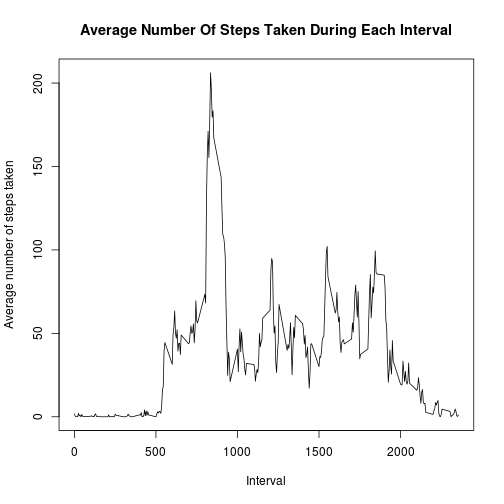 Average Number Of Steps Taken During Each Interval
Average number of steps taken
200
150
100
50
0
0 500 1000 1500 2000
Interval